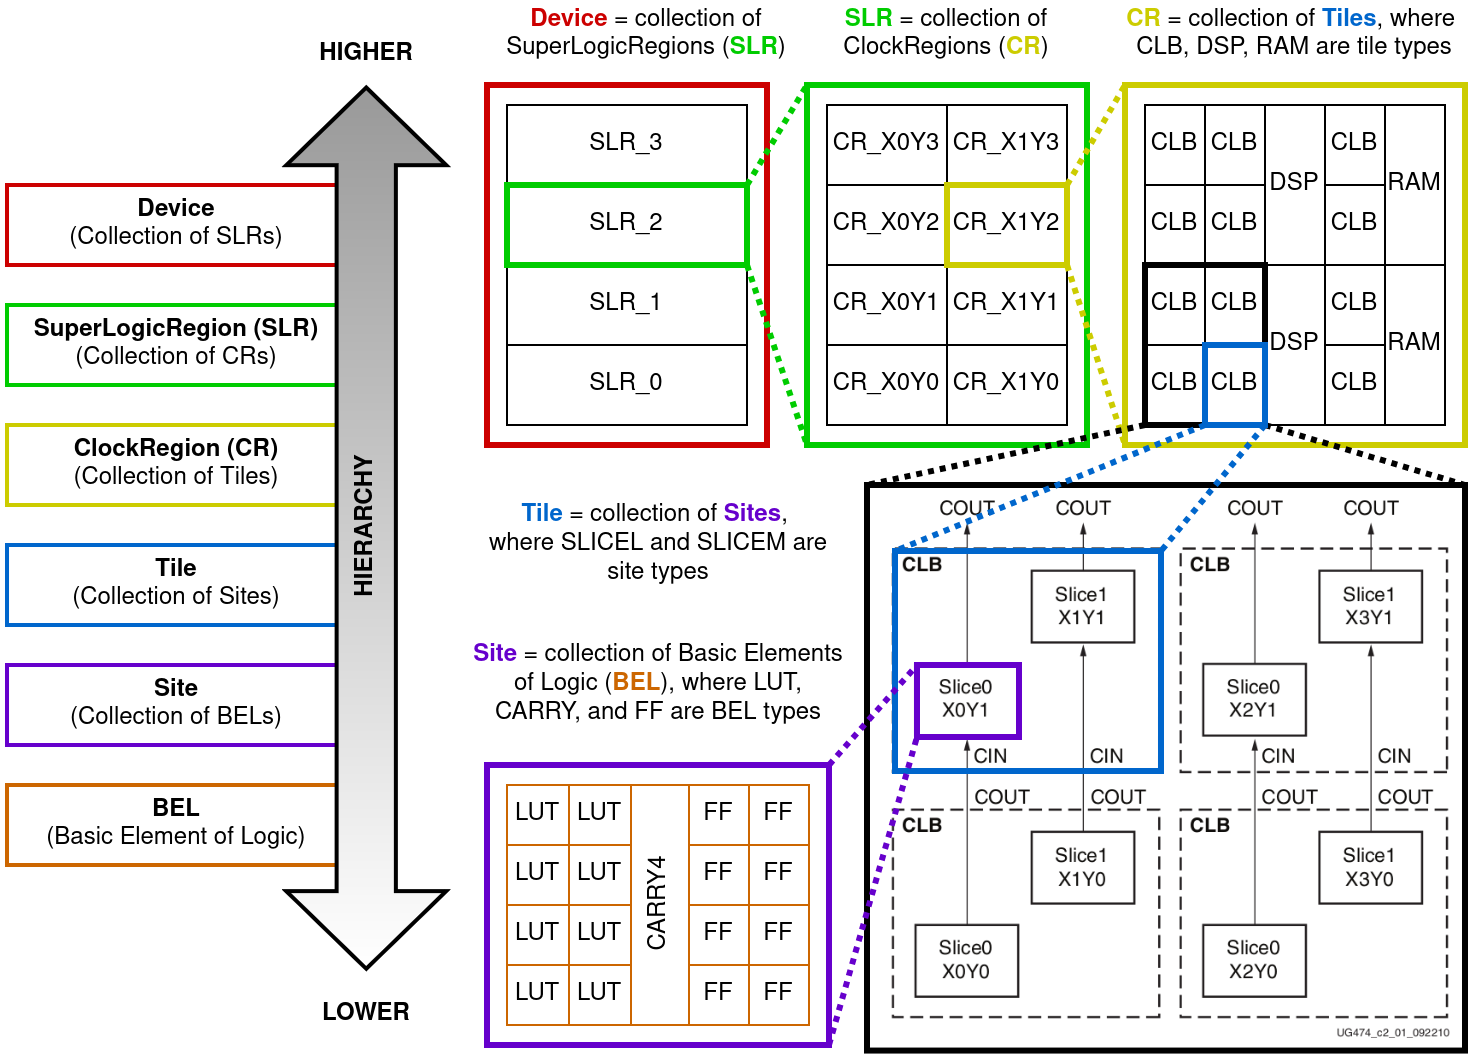 HIGHER
Device
(Collection of SLRs)
SuperLogicRegion (SLR)
(Collection of CRs)
ClockRegion (CR)
(Collection of Tiles)
Tile
(Collection of Sites)
Site
(Collection of BELs)
BEL
(Basic Element of Logic)
HIERARCHY
LOWER
Device = collection of
SuperLogicRegions (SLR)
SLR_3
SLR_2
SLR_1
SLR_0
SLR = collection of
ClockRegions (CR)
CR_X0Y3 CR_X1Y3
CR_X0Y2 CR_X1Y2
CR_X0Y1 CR_X1Y1
CR_X0Y0 CR_X1Y0
CR = collection of Tiles, where
CLB, DSP, RAM are tile types
CLB CLB CLB
DSP RAM
CLB CLB CLB
CLB CLB CLB
DSP RAM
CLB CLB CLB
Tile = collection of Sites,
where SLICEL and SLICEM are
site types
Site = collection of Basic Elements
of Logic (BEL), where LUT,
CARRY, and FF are BEL types
LUT LUT FF FF
LUT LUT FF FF
CARRY4
LUT LUT FF FF
LUT LUT FF FF
COUT COUT COUT COUT
CLB CLB
Slice1 Slice1
X1Y1 X3Y1
Slice0 Slice0
X0Y1 X2Y1
CIN CIN CIN CIN
COUT COUT COUT COUT
CLB CLB
Slice1 Slice1
X1Y0 X3Y0
Slice0 Slice0
X0Y0 X2Y0
UG474_c2_01_092210